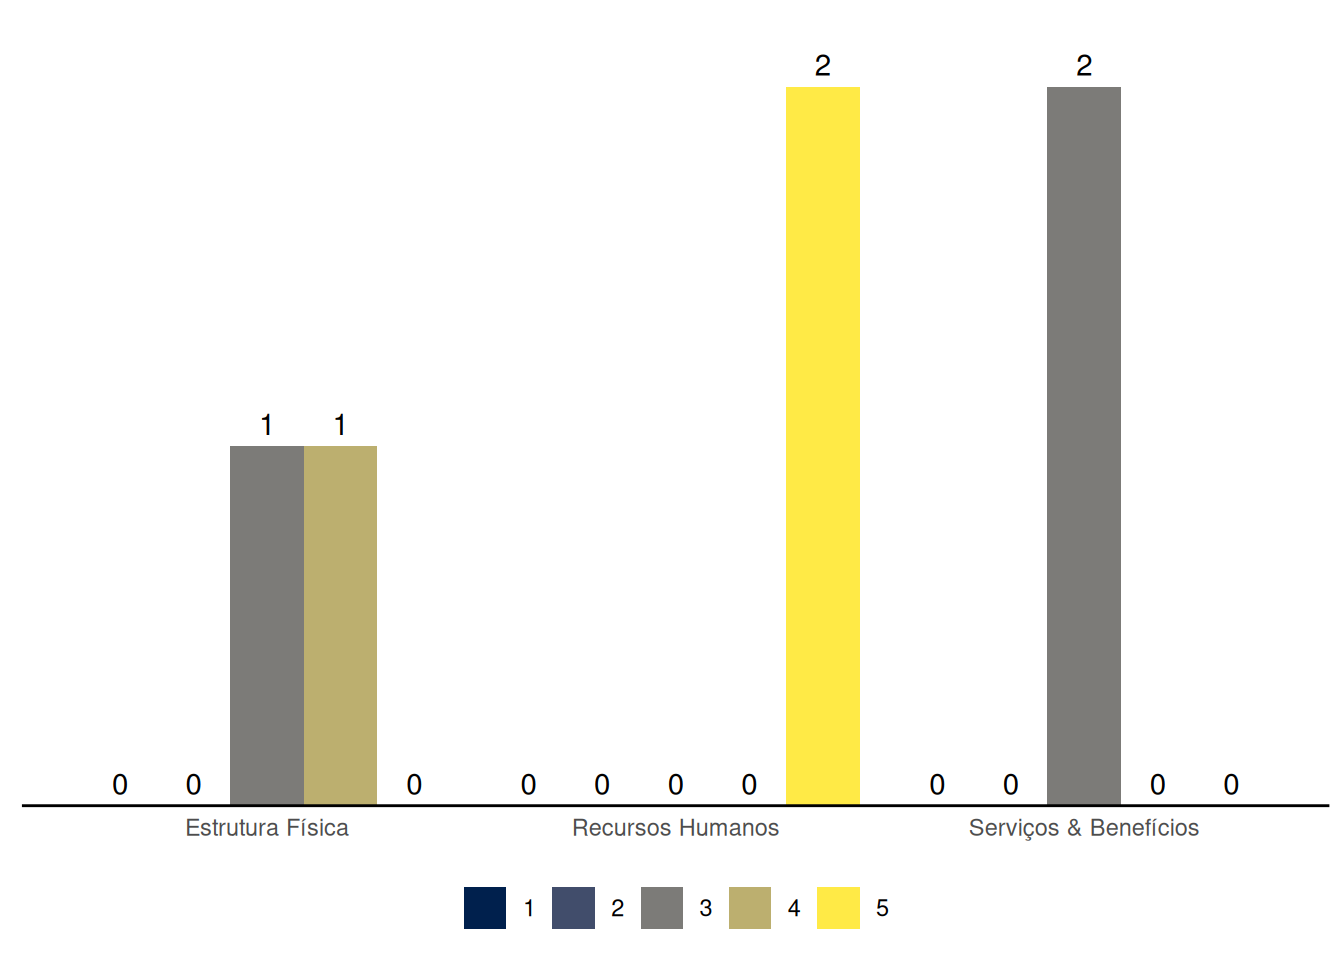 2 2
1 1
0 0 0 0 0 0 0 0 0 0 0
Estrutura Física Recursos Humanos Serviços & Benefícios
1 2 3 4 5